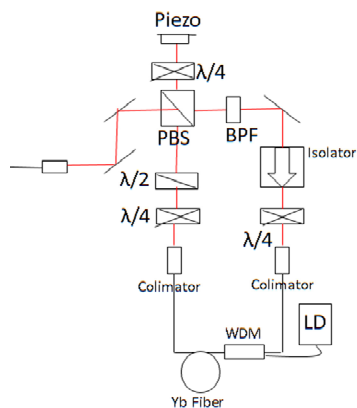 Piezo
λ/4
PBS
BPF
Isolator
λ/2
λ/4
λ/4
Colimator
Colimator
LD
WDM
Yb Fiber